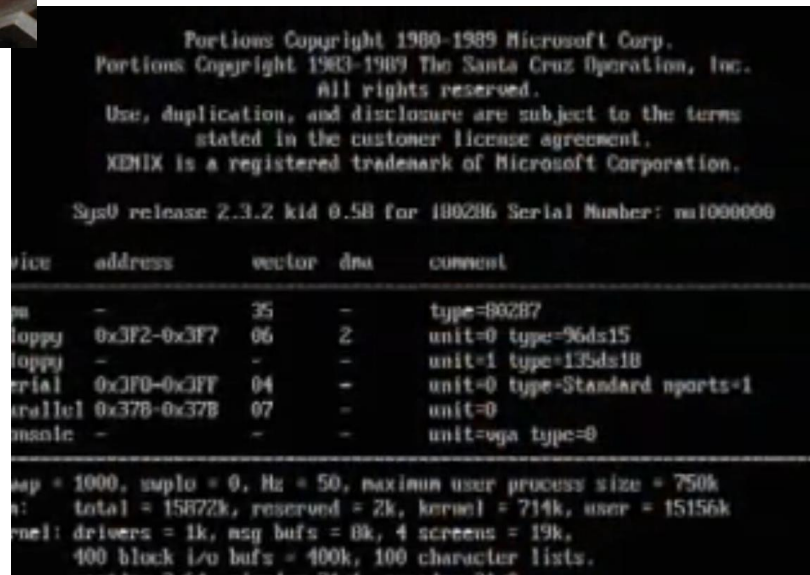 Portions Copyright 1980-1989 Microsoft Corp.
Portions Copyright 1983-1989 The Santa Cruz Operation, Inc.
All rights reserved.
Use, duplication, and disclosure are subject to the terms
stated in the customer license agreement.
XENIX is a registered trademark of Microsoft Corporation.
SysV release 2.3.2 kid 0.58 for i80286 Serial Number:
vice address vector dma comment
pu - 35 - type=80287
loppy 0x3F2-0x3F7 06 2 unit=0 type=96ds15
loppy - - - unit=1 type=135ds18
erial 0x3F8-0x3FF 04 - unit=0 type=Standard nports=1
rallel 0x378-0x37B 07 - unit=0
onsole - - - unit=vga type=0
wap = 1000, swplo = 0, Hz = 50, maximum user process size = 750k
total = 15872k, reserved = 2k, kernel = 714k, user = 15156k
rnel: drivers = 1k, msg bufs = 8k, 4 screens = 19k,
400 block i/o bufs = 400k, 100 character lists.